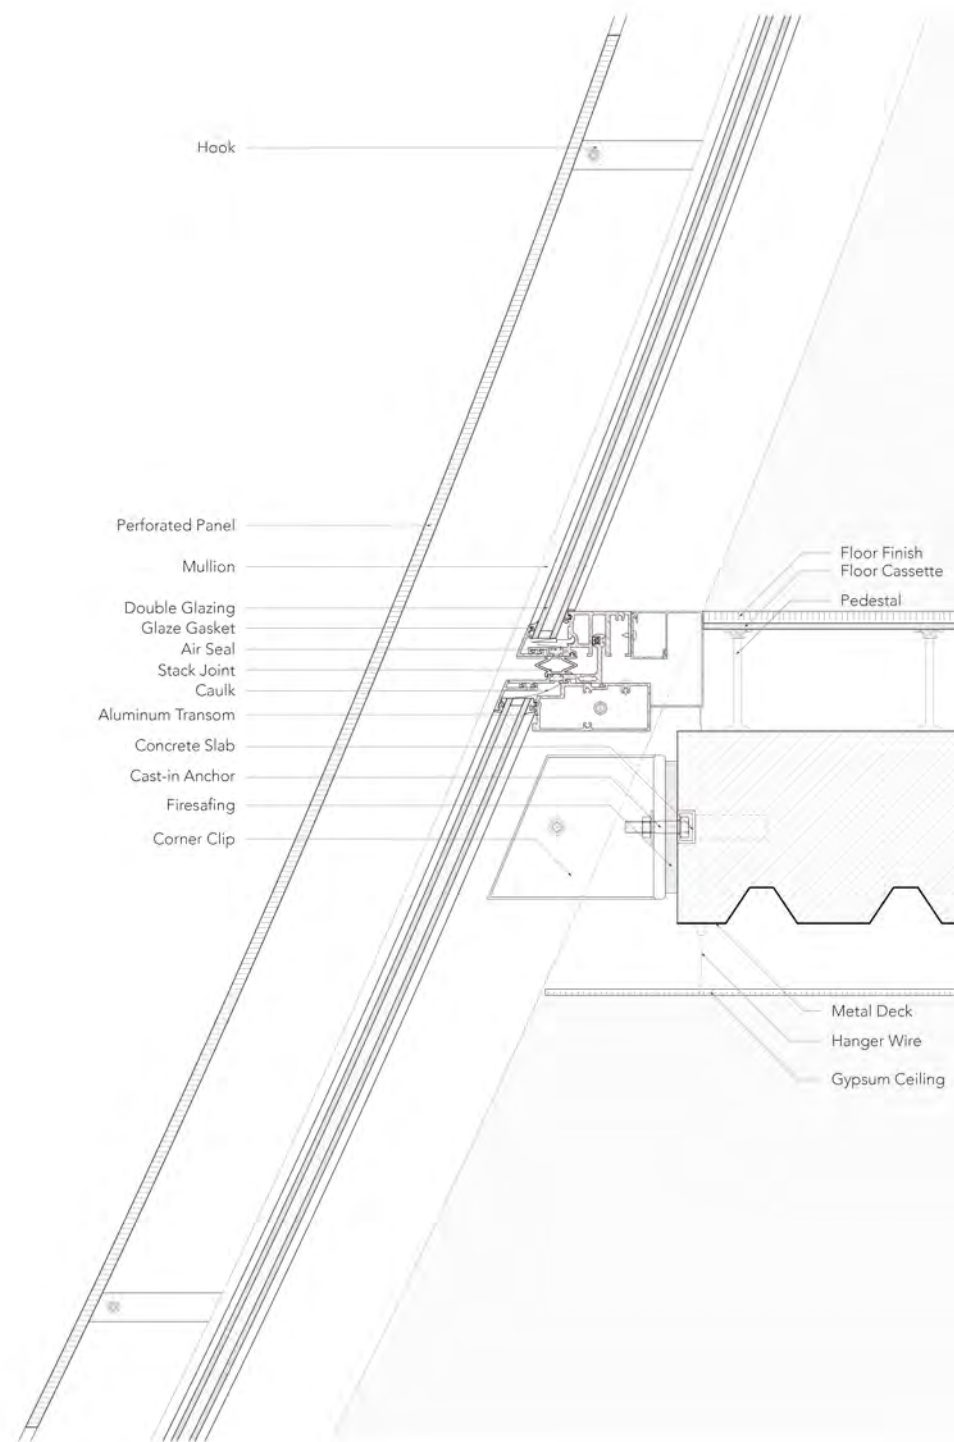 Hook
Perforated Panel
Mullion
Double Glazing
Glaze Gasket
Air Seal
Stack Joint
Caulk
Aluminum Transom
Concrete Slab
Cast-in Anchor
Firesafing
Corner Clip
Floor Finish
Floor Cassette
Pedestal
Metal Deck
Hanger Wire
Gypsum Ceiling